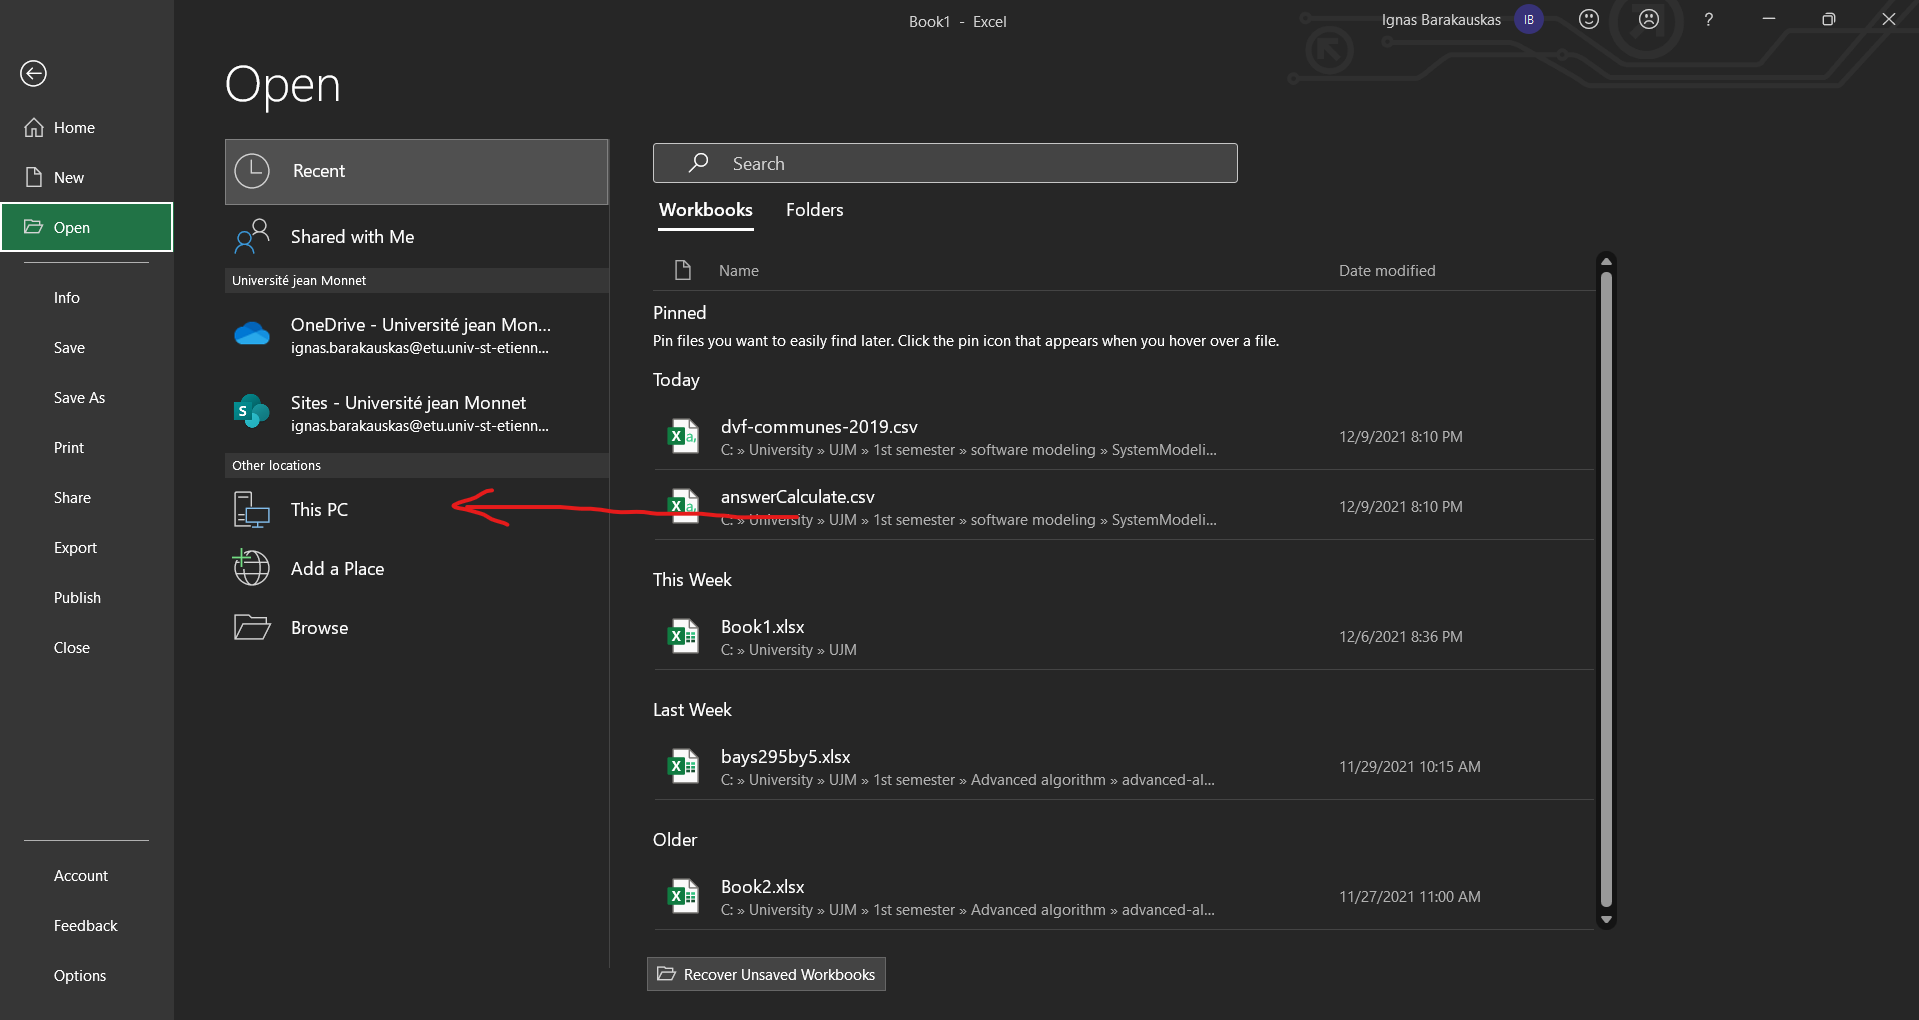 Book1 - Excel
Ignas Barakauskas
IB
?
Home
New
Open
Info
Save
Save As
Print
Share
Export
Publish
Close
Account
Feedback
Options
Open
Recent
Shared with Me
Université jean Monnet
OneDrive - Université jean Mon...
ignas.barakauskas@etu.univ-st-etienn...
Sites - Université jean Monnet
ignas.barakauskas@etu.univ-st-etienn...
Other locations
This PC
Add a Place
Browse
Search
Workbooks Folders
Name Date modified
Pinned
Pin files you want to easily find later. Click the pin icon that appears when you hover over a file.
Today
dvf-communes-2019.csv
C: » University » UJM » 1st semester » software modeling » SystemModeli...
12/9/2021 8:10 PM
answerCalculate.csv
C: » University » UJM » 1st semester » software modeling » SystemModeli...
12/9/2021 8:10 PM
This Week
Book1.xlsx
C: » University » UJM
12/6/2021 8:36 PM
Last Week
bays295by5.xlsx
C: » University » UJM » 1st semester » Advanced algorithm » advanced-al...
11/29/2021 10:15 AM
Older
Book2.xlsx
C: » University » UJM » 1st semester » Advanced algorithm » advanced-al...
11/27/2021 11:00 AM
Recover Unsaved Workbooks